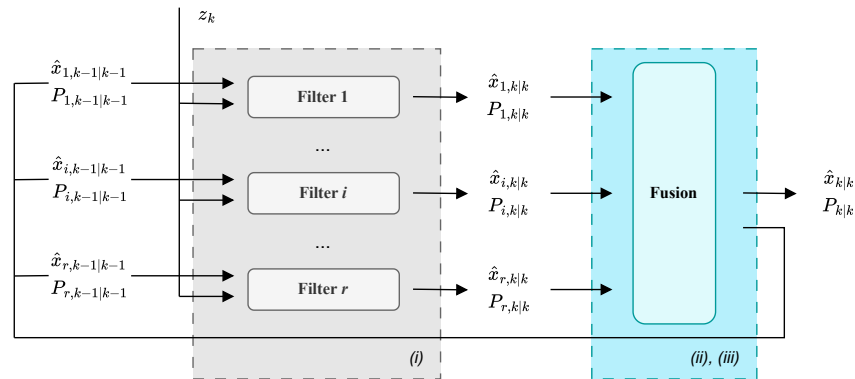 z_k
x̂_{1,k−1|k−1}
P_{1,k−1|k−1}
Filter 1
x̂_{1,k|k}
P_{1,k|k}
...
x̂_{i,k−1|k−1}
P_{i,k−1|k−1}
Filter i
x̂_{i,k|k}
P_{i,k|k}
Fusion
x̂_{k|k}
P_{k|k}
...
x̂_{r,k−1|k−1}
P_{r,k−1|k−1}
Filter r
x̂_{r,k|k}
P_{r,k|k}
(i)
(ii), (iii)